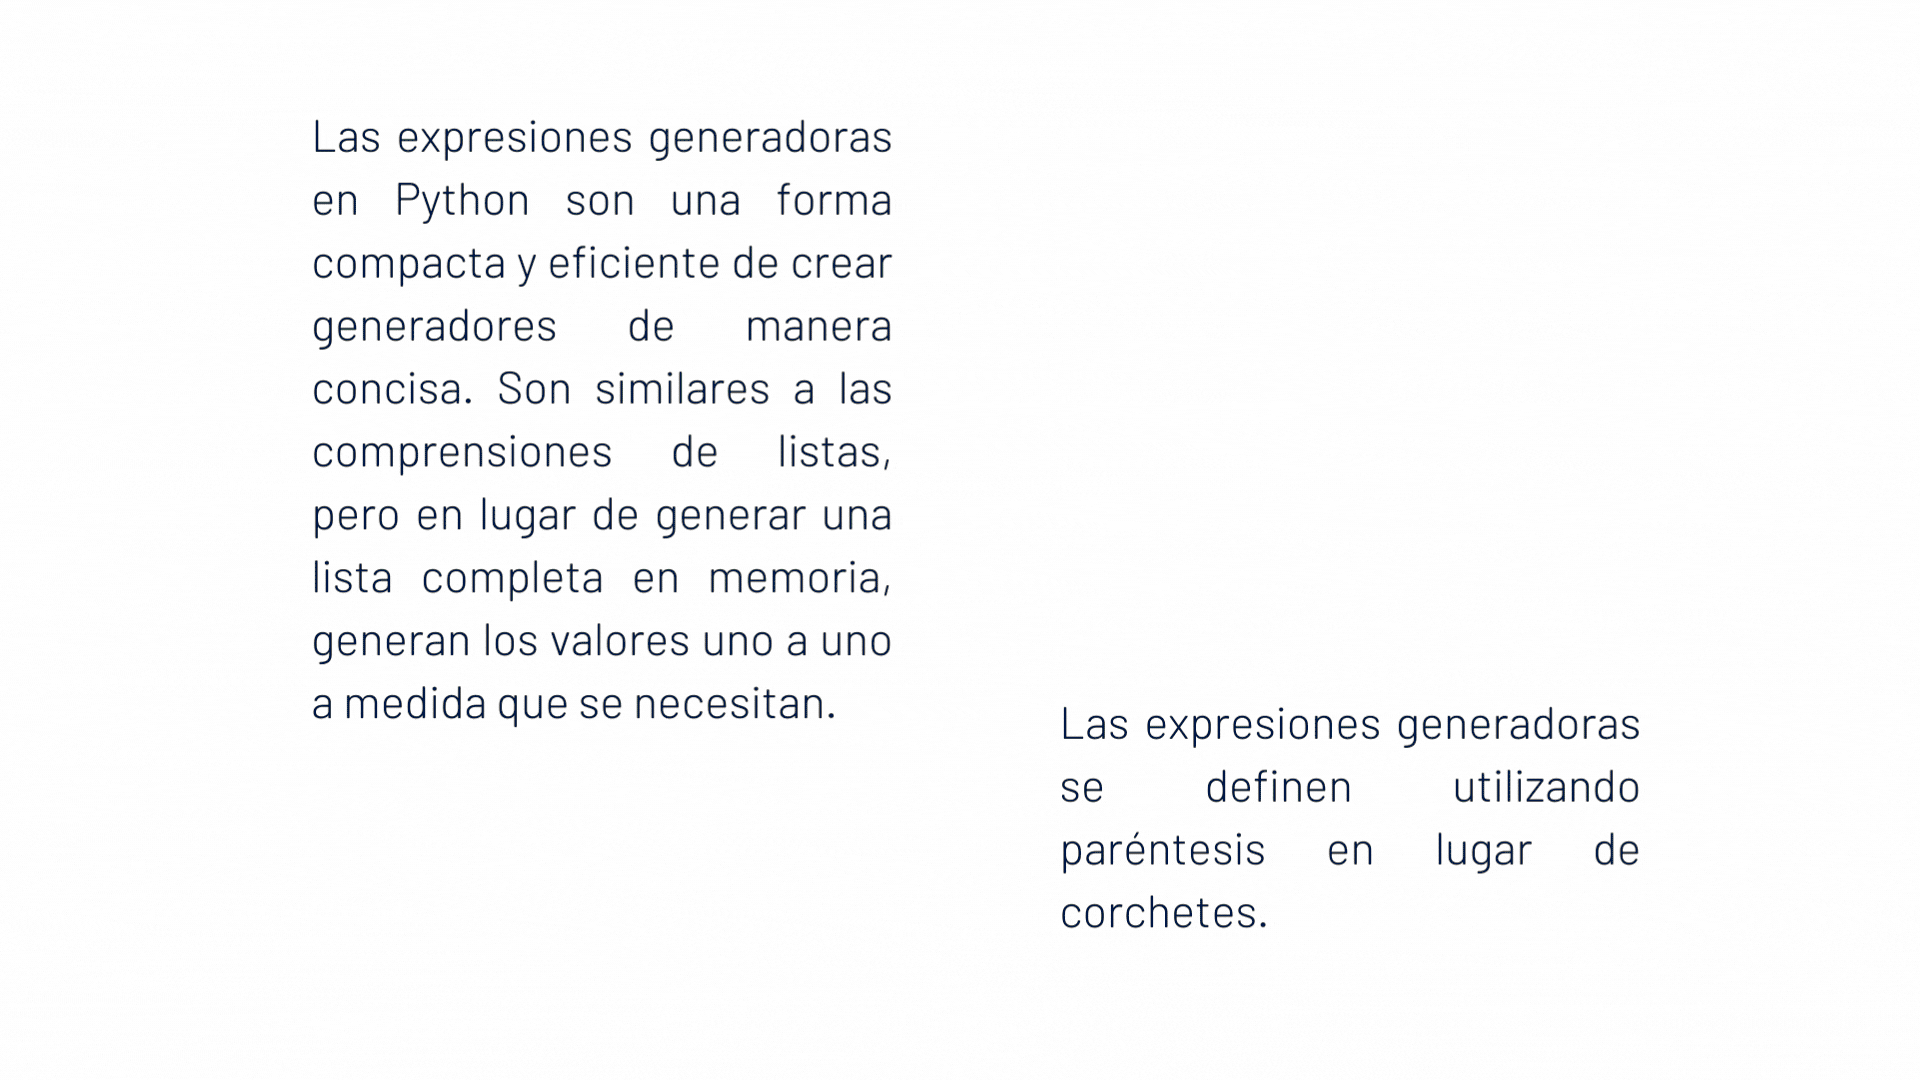 Las expresiones generadoras
en Python son una forma
compacta y eficiente de crear
generadores de manera
concisa. Son similares a las
comprensiones de listas,
pero en lugar de generar una
lista completa en memoria,
generan los valores uno a uno
a medida que se necesitan.
Las expresiones generadoras
se definen utilizando
paréntesis en lugar de
corchetes.